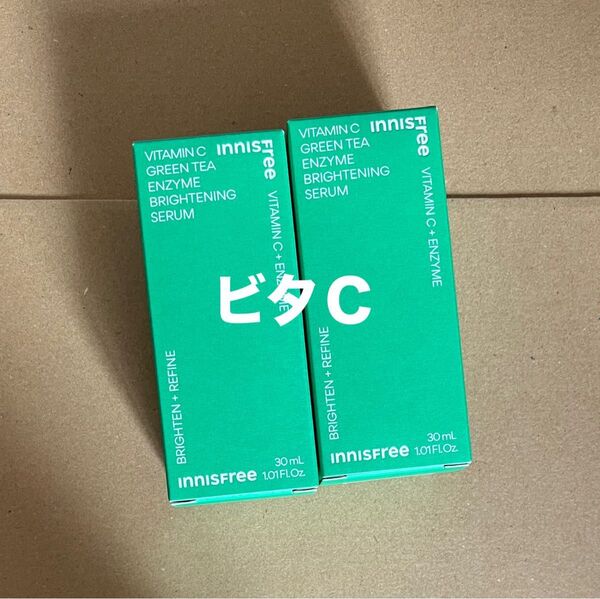 VITAMIN C
GREEN TEA
ENZYME
BRIGHTENING
SERUM
innisFree
VITAMIN C + ENZYME
BRIGHTEN + REFINE
30 mL
innisFree 1.01 Fl.Oz.
VITAMIN C
GREEN TEA
ENZYME
BRIGHTENING
SERUM
innisFree
VITAMIN C + ENZYME
BRIGHTEN + REFINE
30 mL
innisFree 1.01 Fl.Oz.
ビタC